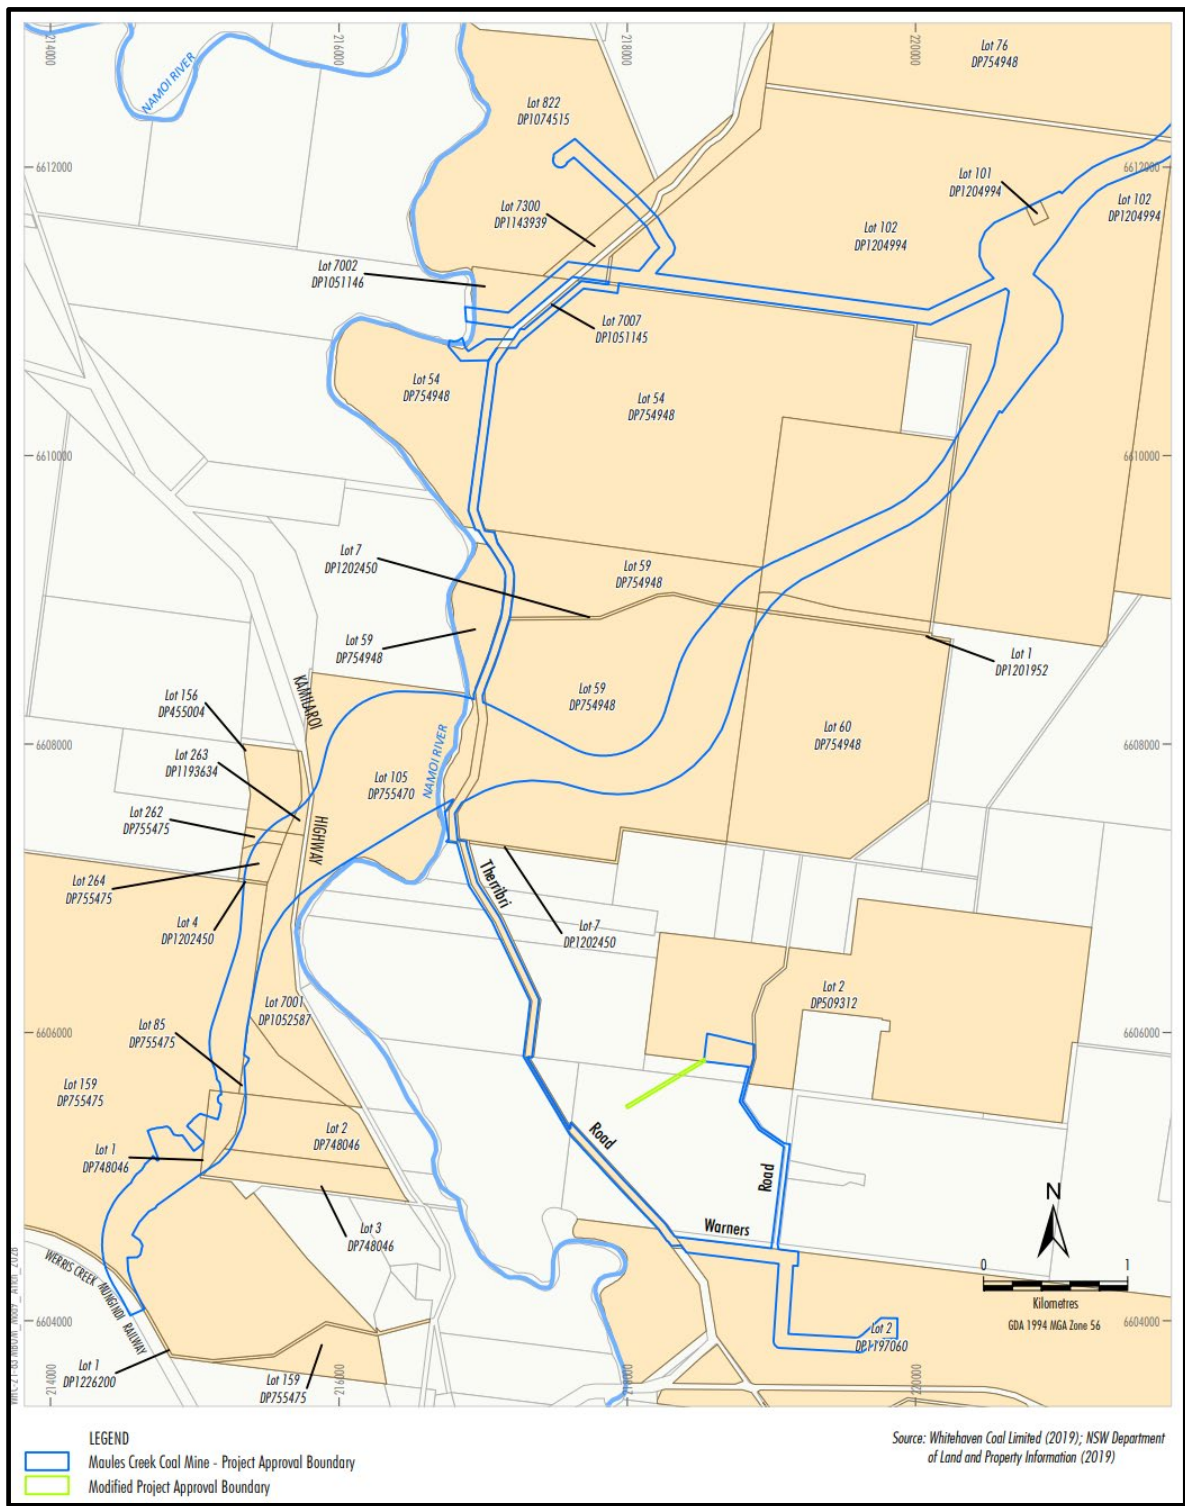 214000
216000
218000
220000
NAMOI RIVER
Lot 76
DP754948
Lot 822
DP1074515
6612000
6612000
Lot 101
DP1204994
Lot 102
DP1204994
Lot 7300
DP1143939
Lot 102
DP1204994
Lot 7002
DP1051146
Lot 7007
DP1051145
Lot 54
DP754948
Lot 54
DP754948
6610000
6610000
Lot 7
DP1202450
Lot 59
DP754948
Lot 59
DP754948
Lot 1
DP1201952
Lot 156
DP455004
KAMILAROI
HIGHWAY
Lot 59
DP754948
Lot 60
DP754948
6608000
6608000
Lot 263
DP1193634
Lot 105
DP755470
NAMOI RIVER
Lot 262
DP755475
Lot 264
DP755475
Therribri
Road
Lot 4
DP1202450
Lot 7
DP1202450
Lot 7001
DP1052587
Lot 2
DP509312
Lot 85
DP755475
6606000
6606000
Lot 159
DP755475
Lot 2
DP748046
Lot 1
DP748046
Road
Warners
Lot 3
DP748046
N
0 1
Kilometres
GDA 1994 MGA Zone 56
WERRIS CREEK MUNGINDI RAILWAY
6604000
6604000
Lot 2
DP1197060
Lot 1
DP1226200
Lot 159
DP755475
214000
216000
218000
220000
LEGEND
Maules Creek Coal Mine - Project Approval Boundary
Modified Project Approval Boundary
Source: Whitehaven Coal Limited (2019); NSW Department
of Land and Property Information (2019)